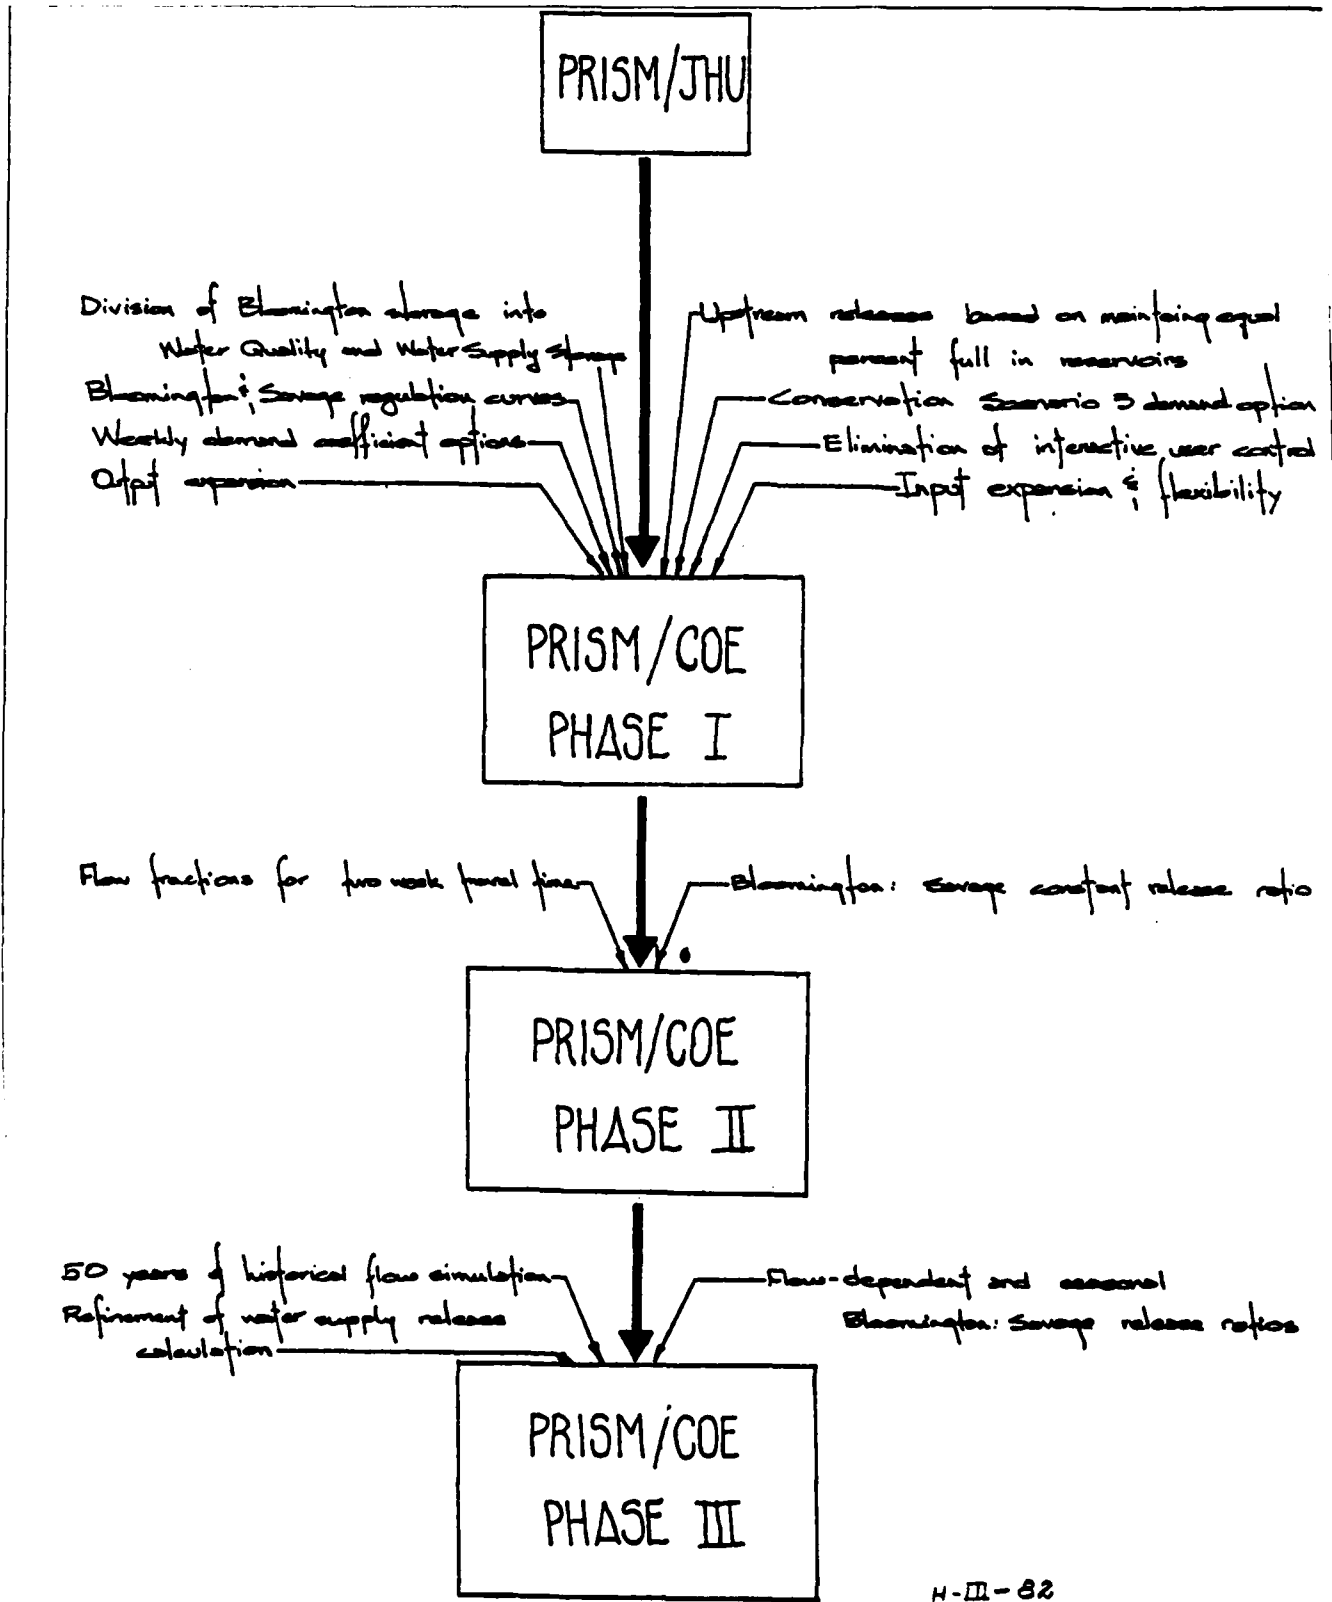 PRISM/JHU
Division of Bloomington storage into
Water Quality and Water Supply Storage
Bloomington & Savage regulation curves
Weekly demand coefficient options
Otpt expansion
Upstream releases based on maintaing equal
percent full in reservoirs
Conservation Scenario 3 demand option
Elimination of interactive user control
Input expansion & flexibility
PRISM/COE
PHASE I
Flow fractions for two week travel time
Bloomington: Savage constant release ratio
PRISM/COE
PHASE II
50 years of historical flow simulation
Refinement of water supply release
calculation
Flow-dependent and seasonal
Bloomington: Savage release ratios
PRISM/COE
PHASE III
H-III-82